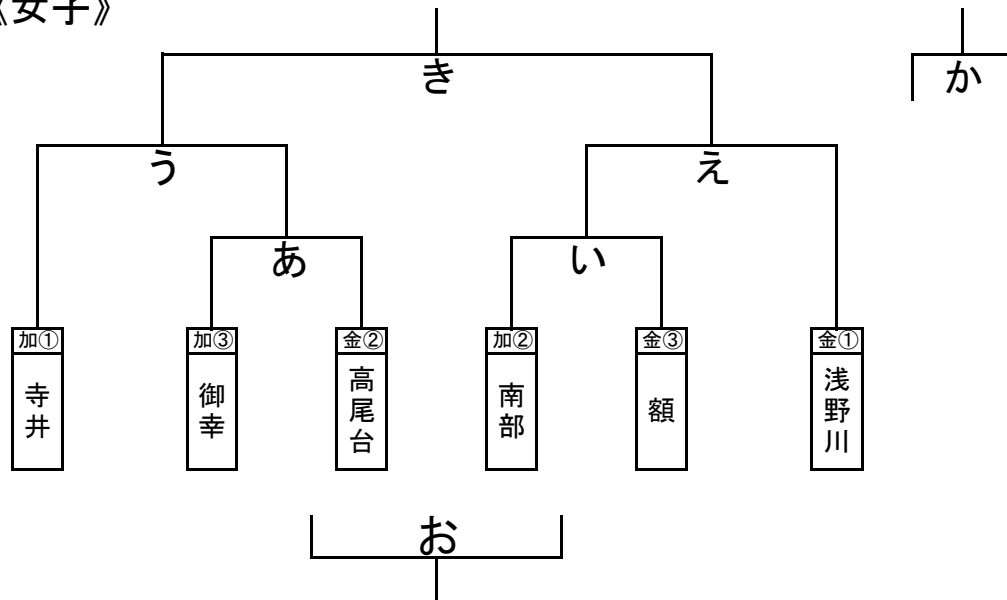 《女子》
き
か
う
え
あ
い
加①
加③
金②
加②
金③
金①
寺井
御幸
高尾台
南部
額
浅野川
お